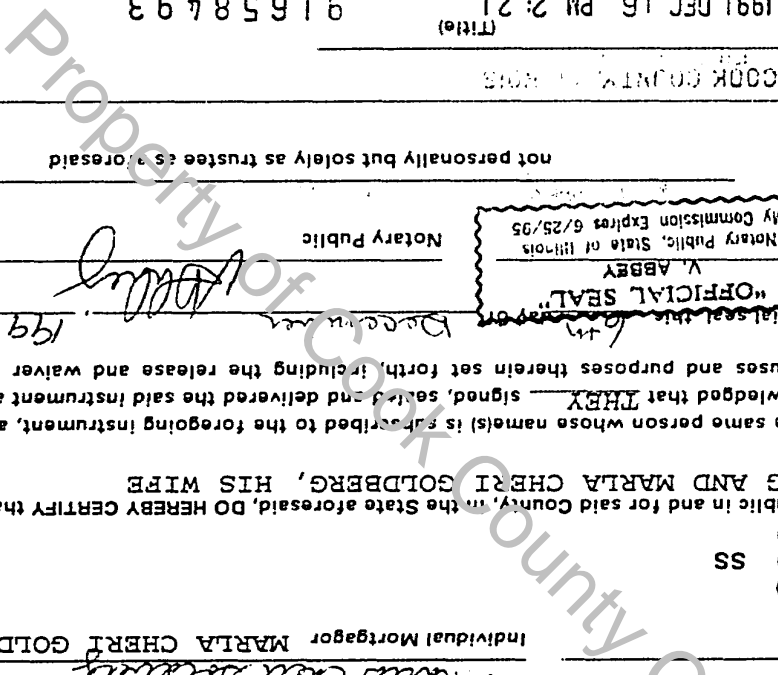 Individual Mortgagor MARLA CHERI GOLD
SS
blic in and for said County, in the State aforesaid, DO HEREBY CERTIFY tha
G AND MARLA CHERI GOLDBERG, HIS WIFE
e same person whose name(s) is subscribed to the foregoing instrument, a
wledged that THEY signed, sealed and delivered the said instrument a
uses and purposes therein set forth, including the release and waiver
ial seal this day of December, 199
"OFFICIAL SEAL"
V. ABBEY
Notary Public, State of Illinois
My Commission Expires 6/25/95
Notary Public
not personally but solely as trustee as aforesaid
COOK COUNTY
(Title)
1991 DEC 16 PM 2:21
91658493
Property of Cook County C